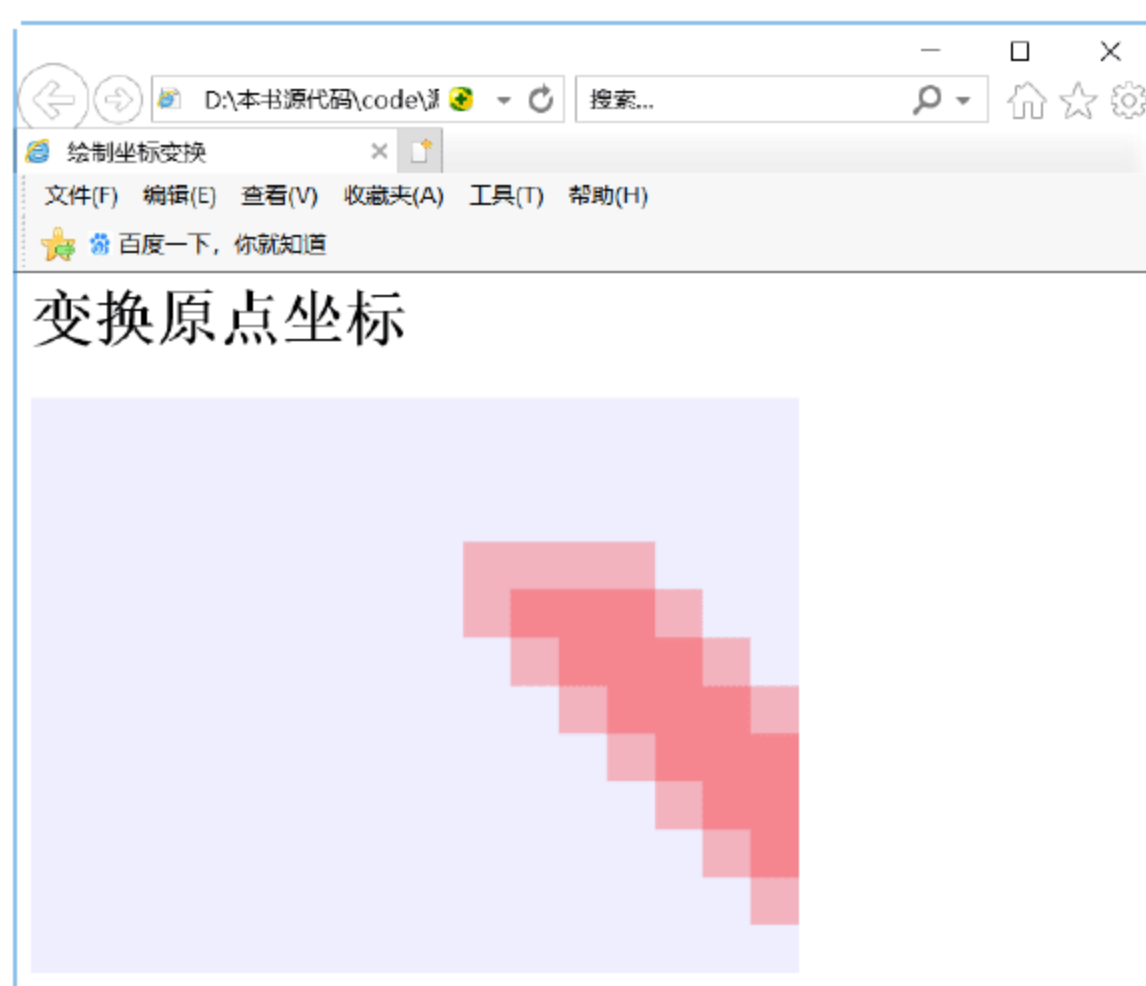 D:\本书源代码\code\
搜索...
绘制坐标变换
文件(F) 编辑(E) 查看(V) 收藏夹(A) 工具(T) 帮助(H)
百度一下，你就知道
变换原点坐标